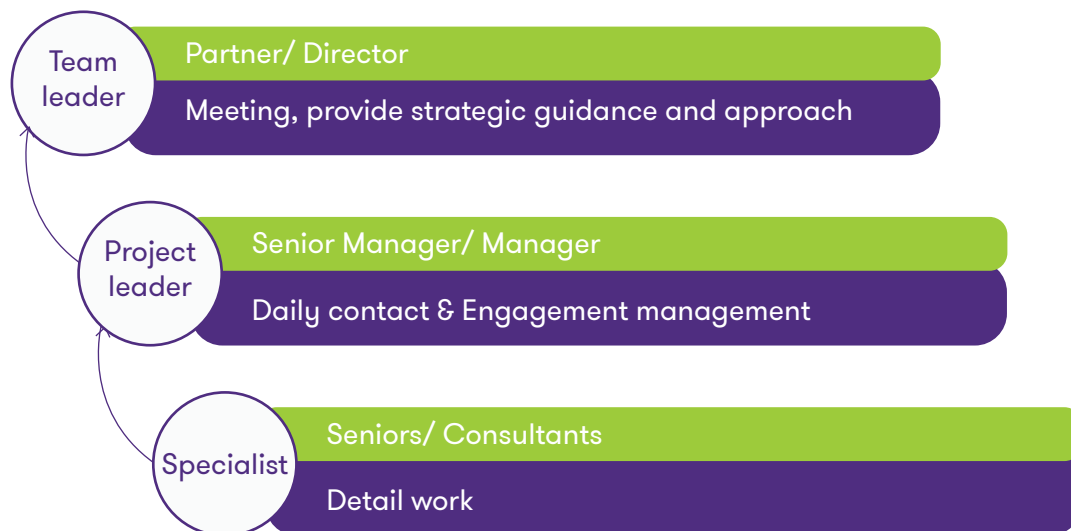 Team
leader
Partner/ Director
Meeting, provide strategic guidance and approach
Project
leader
Senior Manager/ Manager
Daily contact & Engagement management
Specialist
Seniors/ Consultants
Detail work